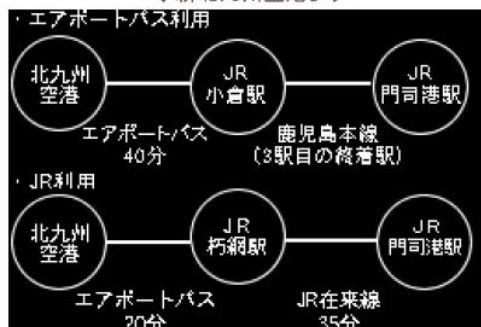 ・エアポートバス利用
北九州
空港
JR
小倉駅
JR
門司港駅
エアポートバス
40分
鹿児島本線
(3駅目の終着駅)
・JR利用
北九州
空港
JR
朽網駅
JR
門司港駅
エアポートバス
20分
JR在来線
35分